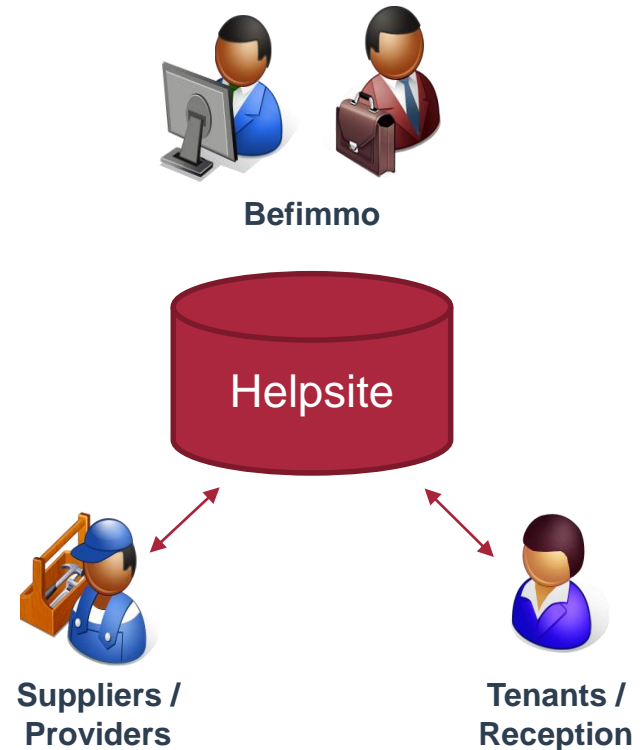 Befimmo
Helpsite
Suppliers /
Providers
Tenants /
Reception